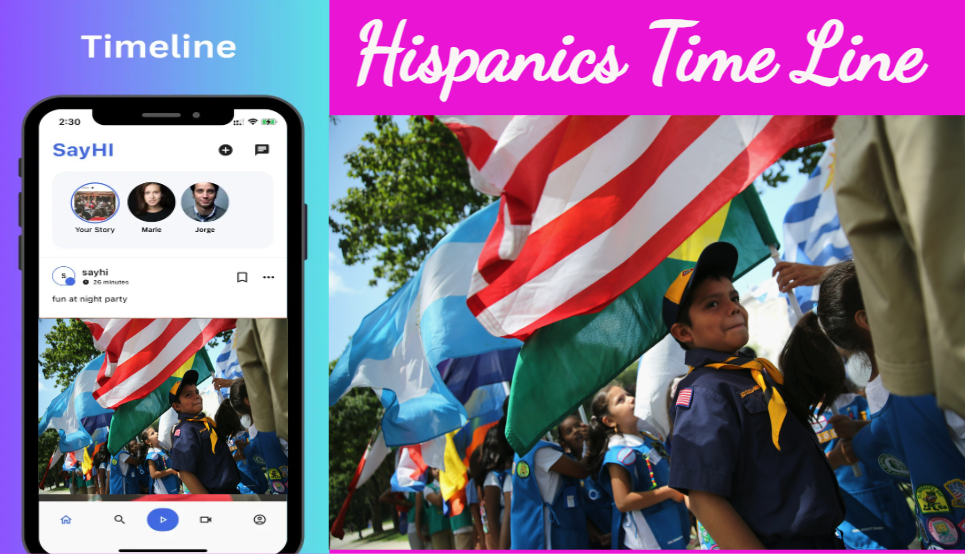 Timeline
Hispanics Time Line
2:30
SayHI
Your Story
Marie
Jorge
S
sayhi
26 minutes
fun at night party